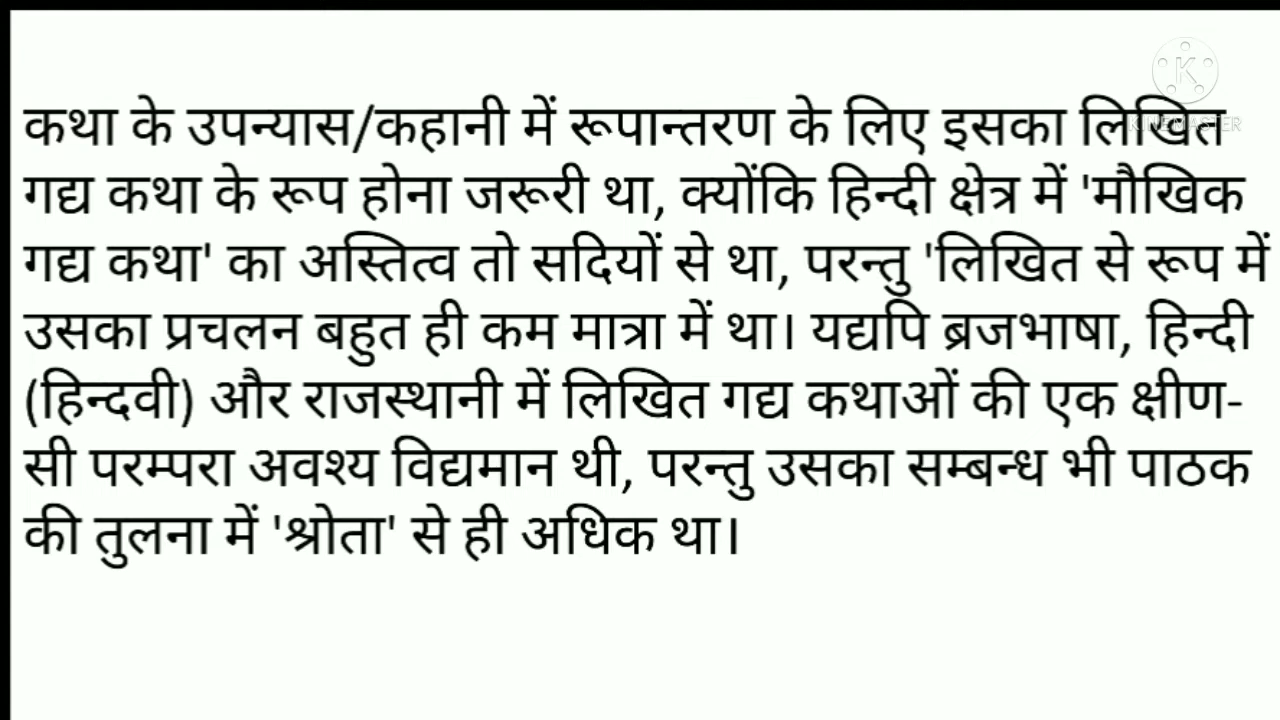 KINEMASTER
कथा के उपन्यास/कहानी में रूपान्तरण के लिए इसका लिखित
गद्य कथा के रूप होना जरूरी था, क्योंकि हिन्दी क्षेत्र में 'मौखिक
गद्य कथा' का अस्तित्व तो सदियों से था, परन्तु 'लिखित से रूप में
उसका प्रचलन बहुत ही कम मात्रा में था। यद्यपि ब्रजभाषा, हिन्दी
(हिन्दवी) और राजस्थानी में लिखित गद्य कथाओं की एक क्षीण-
सी परम्परा अवश्य विद्यमान थी, परन्तु उसका सम्बन्ध भी पाठक
की तुलना में 'श्रोता' से ही अधिक था।